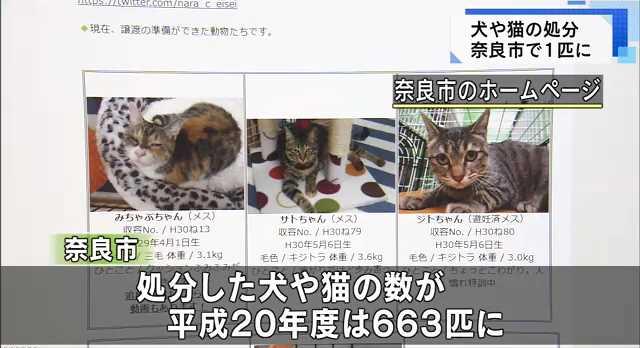 https://twitter.com/nara_c_eisei
◆現在、譲渡の準備ができた動物たちです。
犬や猫の処分
奈良市で1匹に
奈良市のホームページ
みちゃぶちゃん（メス）
収容No. / H30ね13
29年4月1日生
三毛 体重 / 3.1kg
サトちゃん（メス）
収容No. / H30ね79
H30年5月6日生
毛色 / キジトラ 体重 / 3.6kg
ジトちゃん（避妊済メス）
収容No. / H30ね80
H30年5月6日生
毛色 / キジトラ 体重 / 3.0kg
奈良市
処分した犬や猫の数が
平成20年度は663匹に